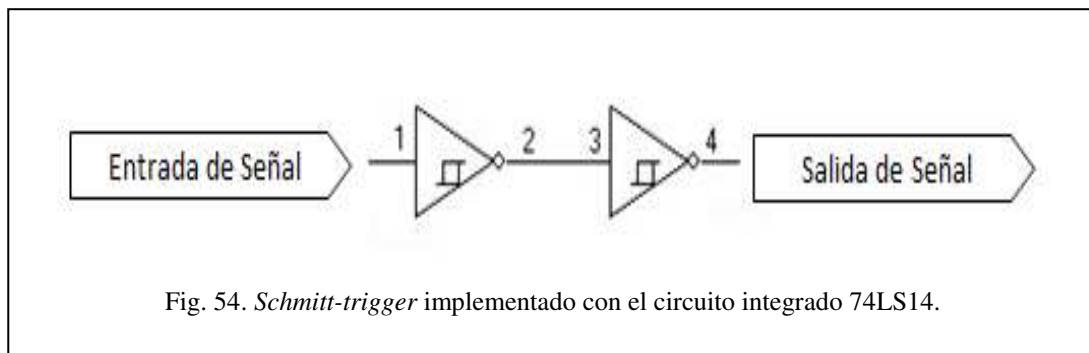 Entrada de Señal
1
2
3
4
Salida de Señal
Fig. 54. Schmitt-trigger implementado con el circuito integrado 74LS14.